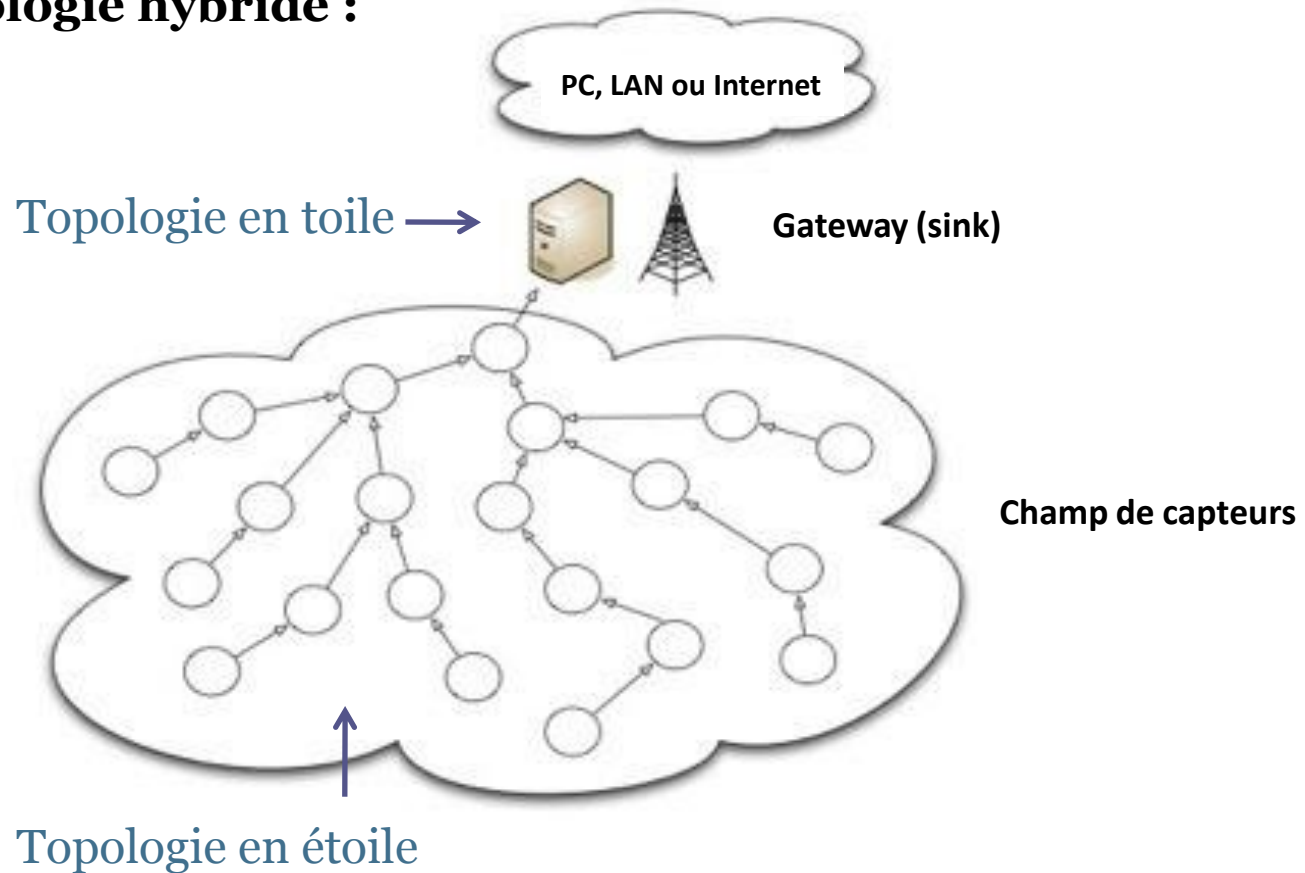 ologie hybride :
PC, LAN ou Internet
Topologie en toile
Gateway (sink)
Champ de capteurs
Topologie en étoile